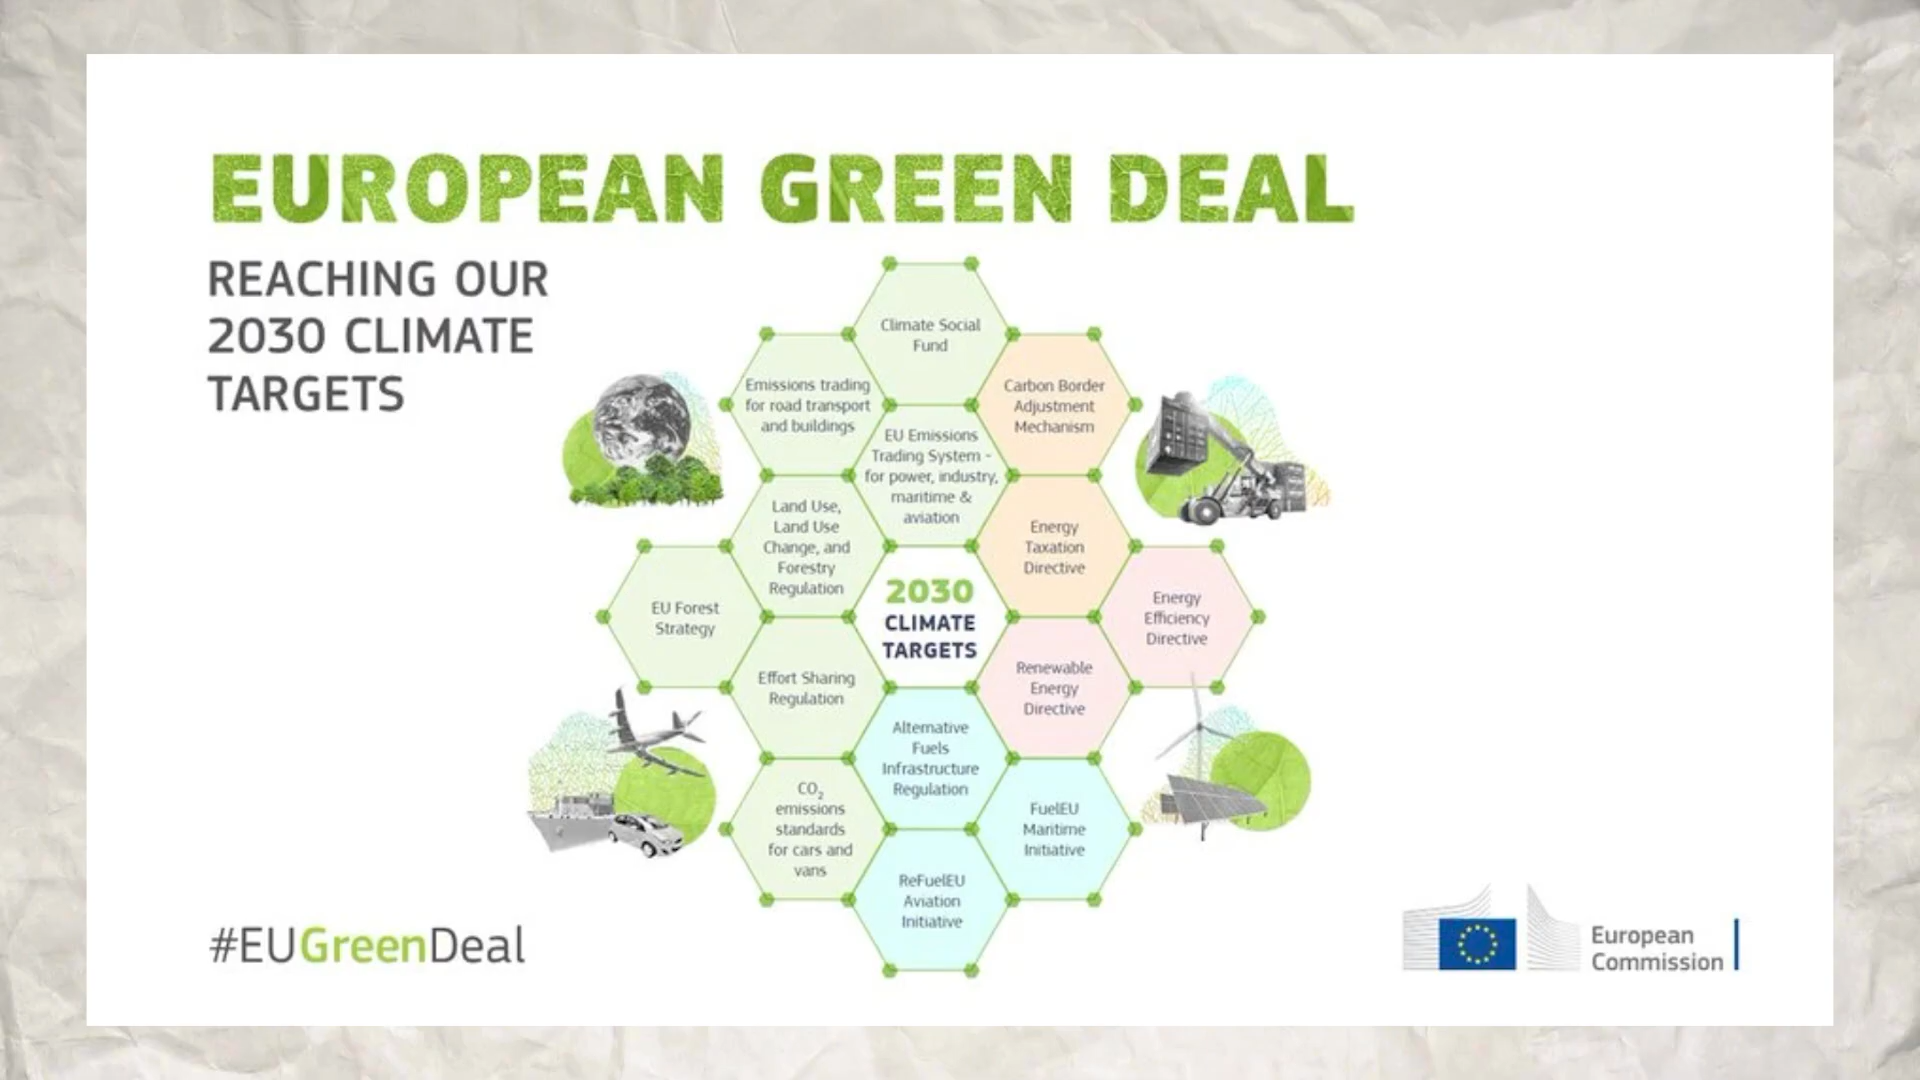 EUROPEAN GREEN DEAL
REACHING OUR
2030 CLIMATE
TARGETS
Climate Social
Fund
Emissions trading
for road transport
and buildings
Carbon Border
Adjustment
Mechanism
EU Emissions
Trading System -
for power, industry,
maritime &
aviation
Land Use,
Land Use
Change, and
Forestry
Regulation
Energy
Taxation
Directive
EU Forest
Strategy
2030
CLIMATE
TARGETS
Energy
Efficiency
Directive
Effort Sharing
Regulation
Renewable
Energy
Directive
Alternative
Fuels
Infrastructure
Regulation
CO₂
emissions
standards
for cars and
vans
FuelEU
Maritime
Initiative
ReFuelEU
Aviation
Initiative
#EUGreenDeal
European
Commission